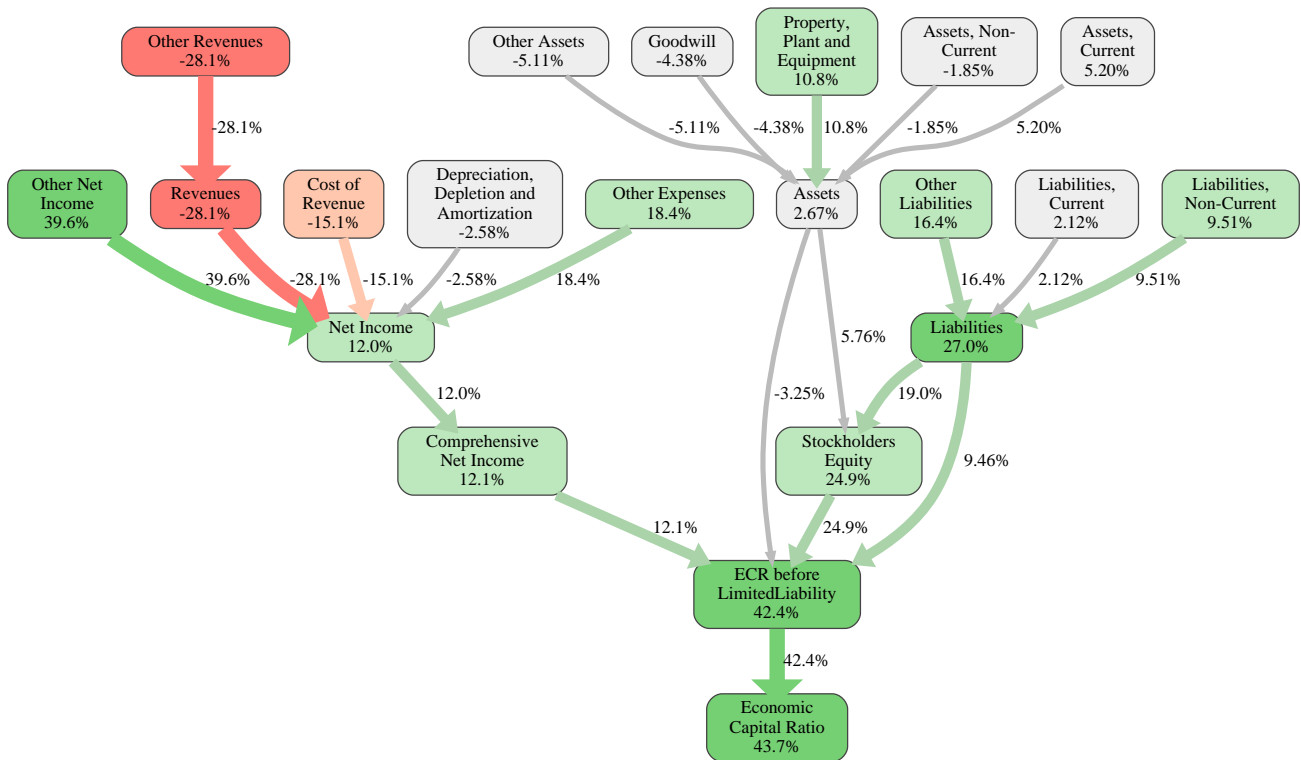 Other Revenues
-28.1%
Other Assets
-5.11%
Goodwill
-4.38%
Property,
Plant and
Equipment
10.8%
Assets, Non-
Current
-1.85%
Assets,
Current
5.20%
-28.1%
-5.11%
-4.38%
10.8%
-1.85%
5.20%
Other Net
Income
39.6%
Revenues
-28.1%
Cost of
Revenue
-15.1%
Depreciation,
Depletion and
Amortization
-2.58%
Other Expenses
18.4%
Assets
2.67%
Other
Liabilities
16.4%
Liabilities,
Current
2.12%
Liabilities,
Non-Current
9.51%
39.6%
-28.1%
-15.1%
-2.58%
18.4%
16.4%
2.12%
9.51%
Net Income
12.0%
Liabilities
27.0%
5.76%
12.0%
-3.25%
19.0%
Comprehensive
Net Income
12.1%
Stockholders
Equity
24.9%
9.46%
12.1%
24.9%
ECR before
LimitedLiability
42.4%
42.4%
Economic
Capital Ratio
43.7%